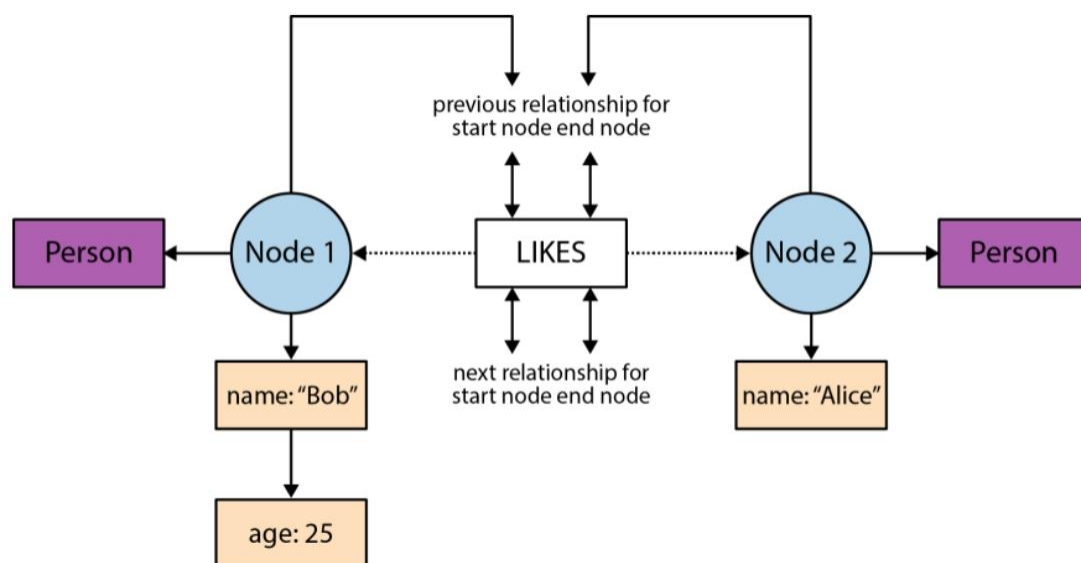 previous relationship for
start node end node
Person
Node 1
LIKES
Node 2
Person
next relationship for
start node end node
name: “Bob”
name: “Alice”
age: 25